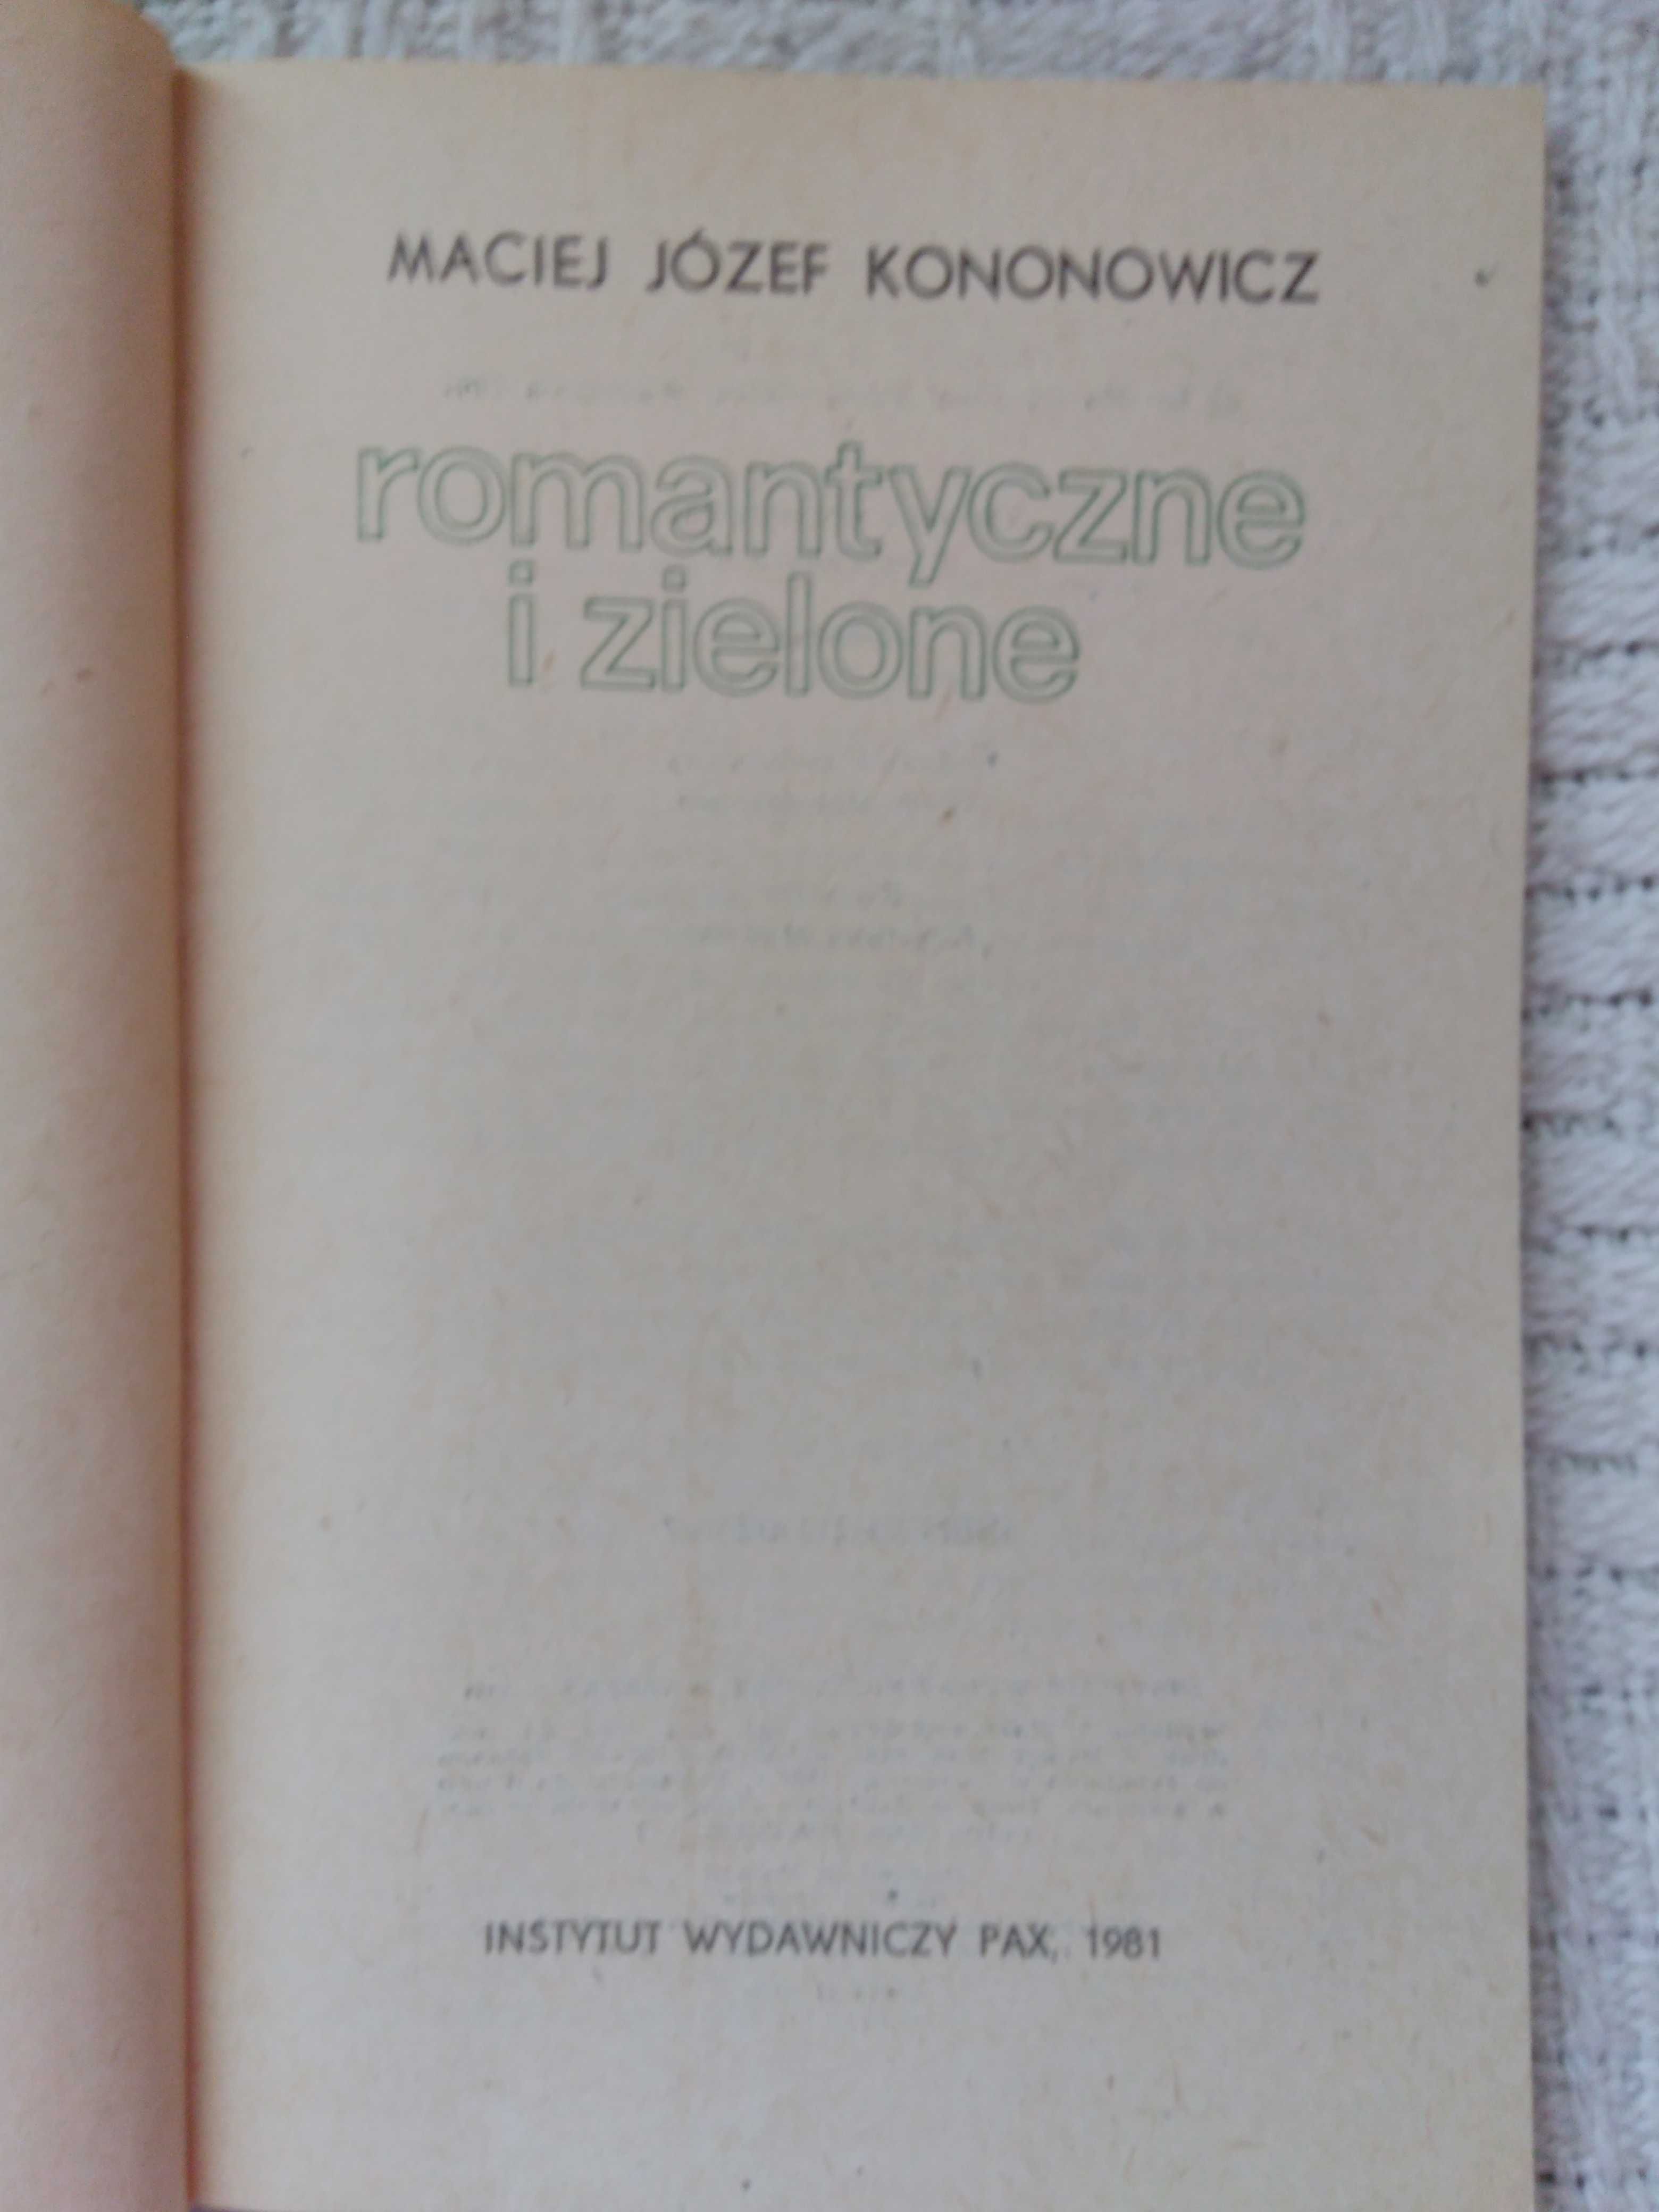 MACIEJ JÓZEF KONONOWICZ
romantyczne
i zielone
INSTYTUT WYDAWNICZY PAX, 1981